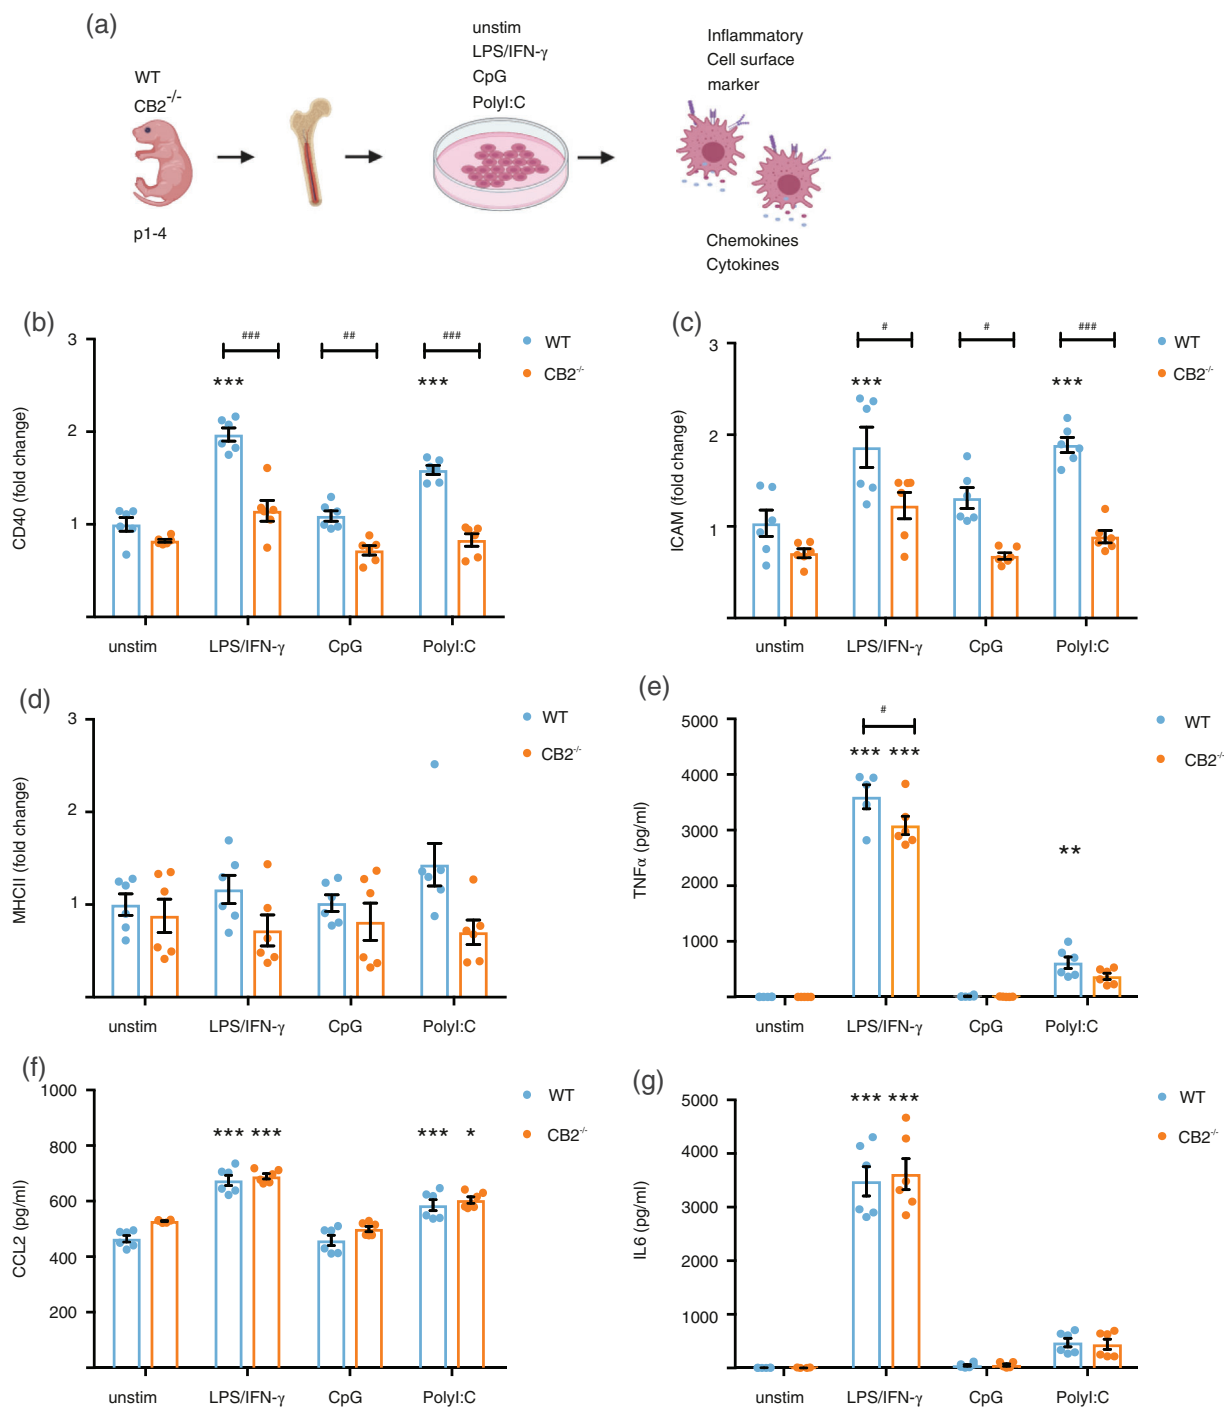 (a)
WT
CB2-/-
p1-4
unstim
LPS/IFN-γ
CpG
PolyI:C
Inflammatory
Cell surface
marker
Chemokines
Cytokines
(b)
CD40 (fold change)
3
2
1
###
##
###
***
***
WT
CB2-/-
unstim
LPS/IFN-γ
CpG
PolyI:C
(c)
ICAM (fold change)
3
2
1
#
#
###
***
***
WT
CB2-/-
unstim
LPS/IFN-γ
CpG
PolyI:C
(d)
MHCII (fold change)
3
2
1
WT
CB2-/-
unstim
LPS/IFN-γ
CpG
PolyI:C
(e)
TNFα (pg/ml)
5000
4000
3000
2000
1000
#
*** ***
**
WT
CB2-/-
unstim
LPS/IFN-γ
CpG
PolyI:C
(f)
CCL2 (pg/ml)
1000
800
600
400
200
*** ***
*** *
WT
CB2-/-
unstim
LPS/IFN-γ
CpG
PolyI:C
(g)
IL6 (pg/ml)
5000
4000
3000
2000
1000
*** ***
WT
CB2-/-
unstim
LPS/IFN-γ
CpG
PolyI:C